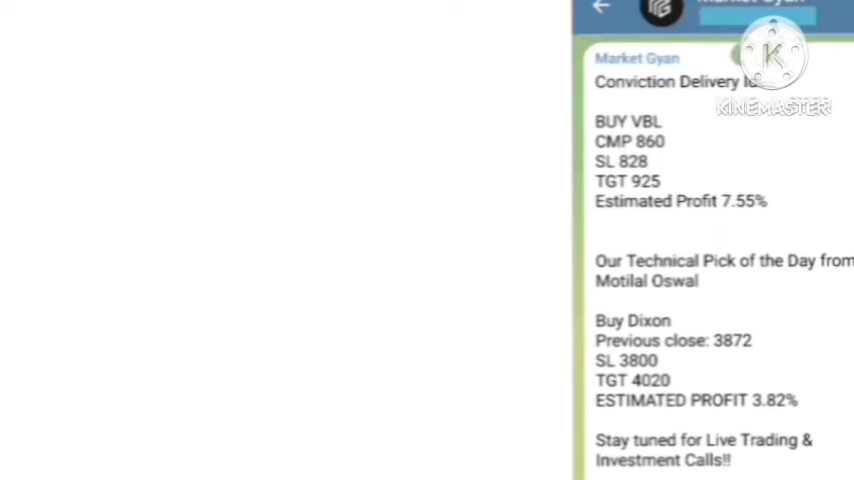 Market Gyan
KINEMASTER
Market Gyan
Conviction Delivery
BUY VBL
CMP 860
SL 828
TGT 925
Estimated Profit 7.55%
Our Technical Pick of the Day from
Motilal Oswal
Buy Dixon
Previous close: 3872
SL 3800
TGT 4020
ESTIMATED PROFIT 3.82%
Stay tuned for Live Trading &
Investment Calls!!